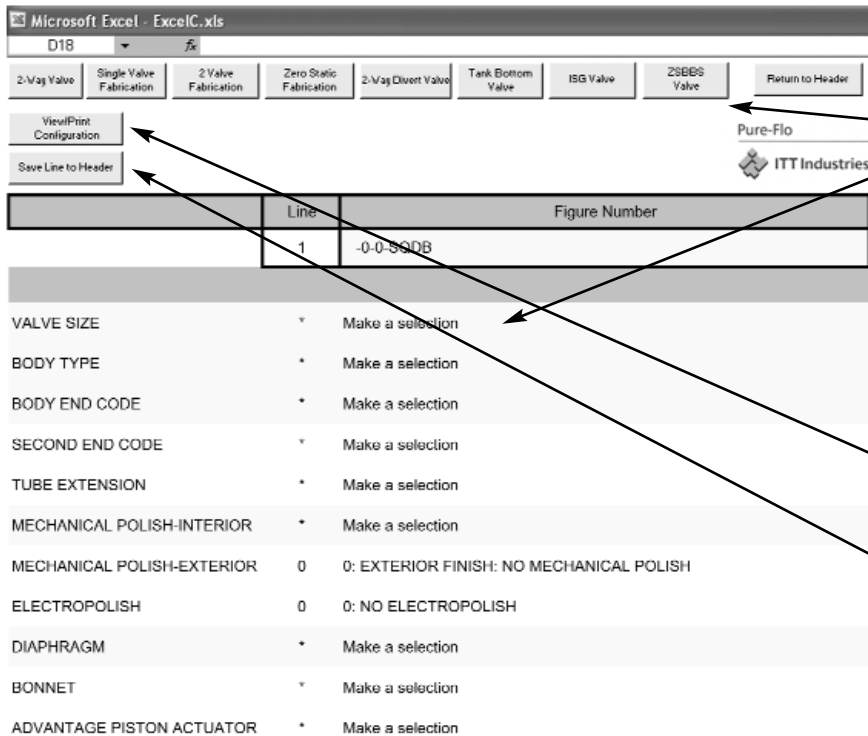 Microsoft Excel - ExcelC.xls
D18 fx
2-Way Valve Single Valve Fabrication 2 Valve Fabrication Zero Static Fabrication 2-Way Divert Valve Tank Bottom Valve ISG Valve ZSBBS Valve Return to Header
View/Print Configuration
Pure-Flo
Save Line to Header
ITT Industries
Line Figure Number
1 -0-0-SQDB
VALVE SIZE * Make a selection
BODY TYPE * Make a selection
BODY END CODE * Make a selection
SECOND END CODE * Make a selection
TUBE EXTENSION * Make a selection
MECHANICAL POLISH-INTERIOR * Make a selection
MECHANICAL POLISH-EXTERIOR 0 0: EXTERIOR FINISH: NO MECHANICAL POLISH
ELECTROPOLISH 0 0: NO ELECTROPOLISH
DIAPHRAGM * Make a selection
BONNET * Make a selection
ADVANTAGE PISTON ACTUATOR * Make a selection